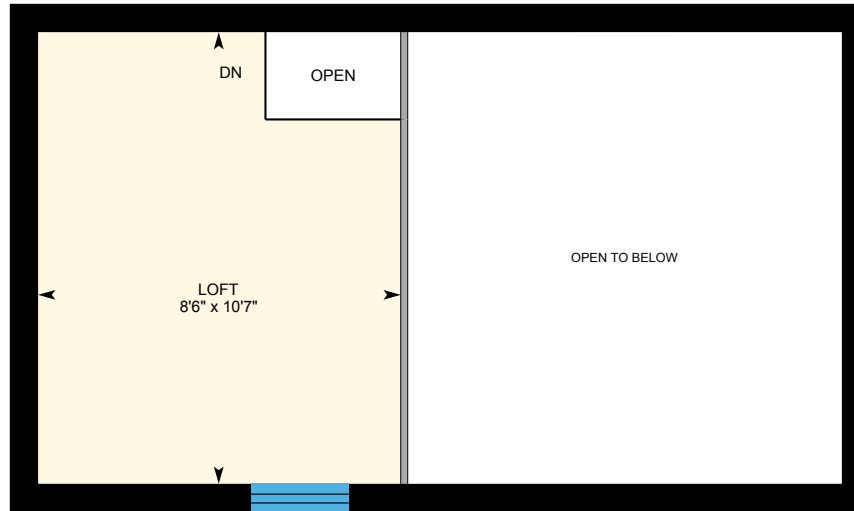 DN
OPEN
OPEN TO BELOW
LOFT
8'6" x 10'7"